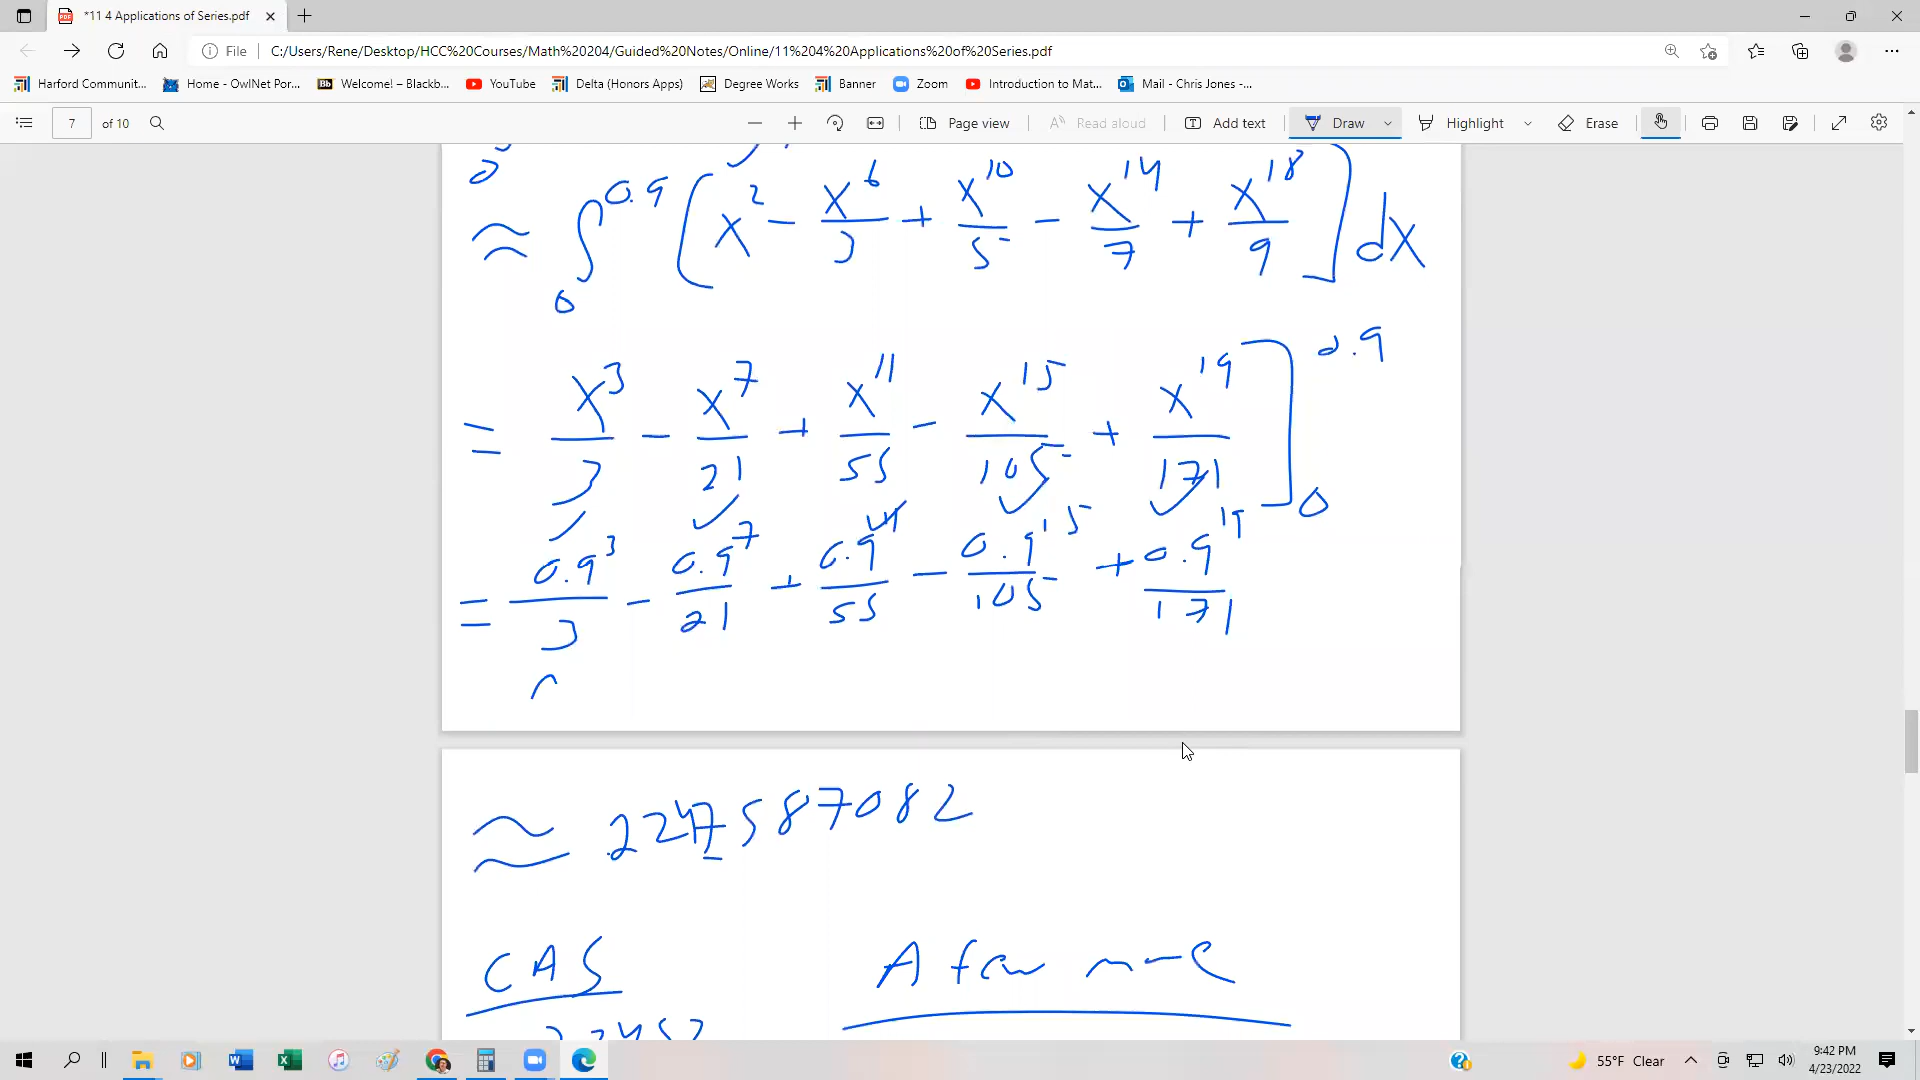 *11 4 Applications of Series.pdf
File C:/Users/Rene/Desktop/HCC%20Courses/Math%20204/Guided%20Notes/Online/11%204%20Applications%20of%20Series.pdf
Harford Communit... Home - OwlNet Por... Welcome! – Blackb... YouTube Delta (Honors Apps) Degree Works Banner Zoom Introduction to Mat... Mail - Chris Jones -...
7 of 10 Page view Read aloud Add text Draw Highlight Erase
≈ ∫₀^0.9 [x² - x⁶/3 + x¹⁰/5 - x¹⁴/7 + x¹⁸/9] dx
= x³/3 - x⁷/21 + x¹¹/55 - x¹⁵/105 + x¹⁹/171 ]₀^0.9
= 0.9³/3 - 0.9⁷/21 + 0.9¹¹/55 - 0.9¹⁵/105 + 0.9¹⁹/171
≈ .2247587082
CAS A few more
55°F Clear 9:42 PM
4/23/2022